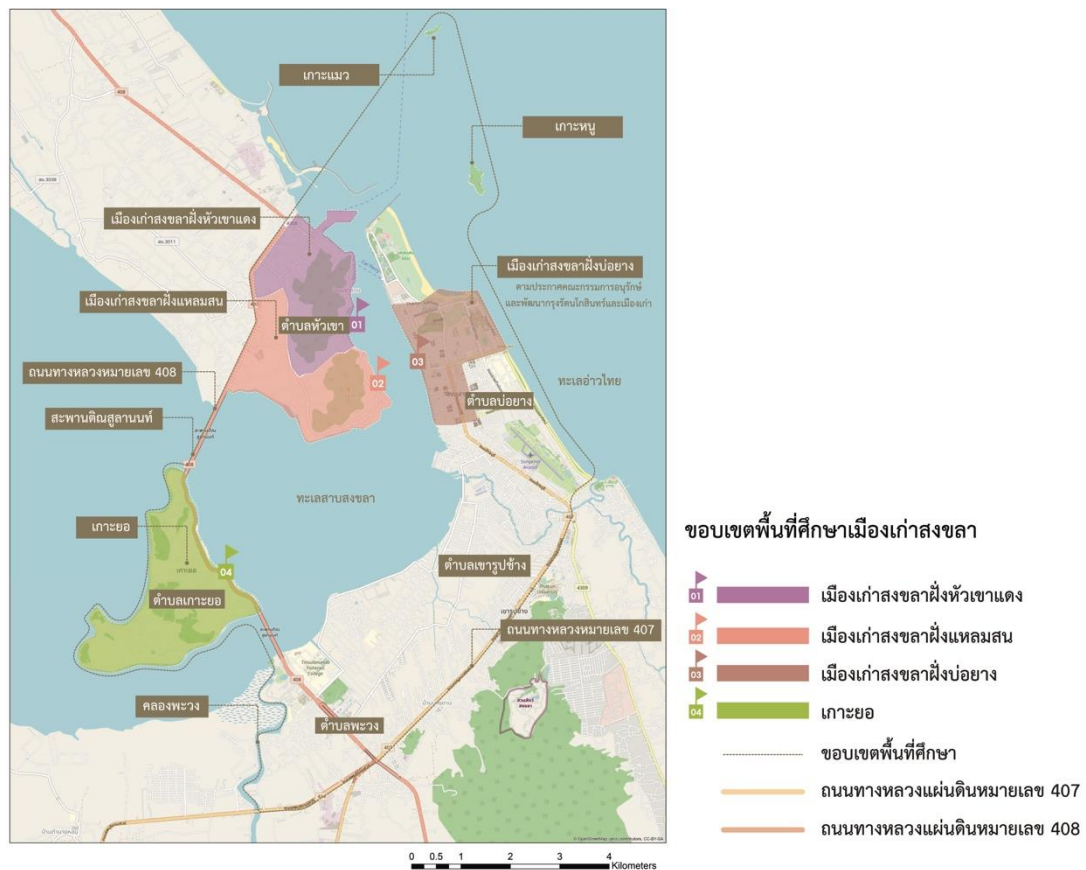 เกาะแมว
408
เกาะหนู
เมืองเก่าสงขลาฝั่งหัวเขาแดง
เมืองเก่าสงขลาฝั่งบ่อยาง
ตามประกาศคณะกรรมการอนุรักษ์
และพัฒนากรุงรัตนโกสินทร์และเมืองเก่า
เมืองเก่าสงขลาฝั่งแหลมสน
ตำบลหัวเขา
01
02
03
ถนนทางหลวงหมายเลข 408
ทะเลอ่าวไทย
ตำบลบ่อยาง
สะพานติณสูลานนท์
408
ทะเลสาบสงขลา
เกาะยอ
เกาะยอ
04
ตำบลเกาะยอ
ตำบลเขารูปช้าง
เขารูปช้าง
ถนนทางหลวงหมายเลข 407
408
คลองพะวง
ตำบลพะวง
407
© OpenStreetMap (and) contributors, CC-BY-SA
0 0.5 1 2 3 4
Kilometers
ขอบเขตพื้นที่ศึกษาเมืองเก่าสงขลา
01 เมืองเก่าสงขลาฝั่งหัวเขาแดง
02 เมืองเก่าสงขลาฝั่งแหลมสน
03 เมืองเก่าสงขลาฝั่งบ่อยาง
04 เกาะยอ
ขอบเขตพื้นที่ศึกษา
ถนนทางหลวงแผ่นดินหมายเลข 407
ถนนทางหลวงแผ่นดินหมายเลข 408